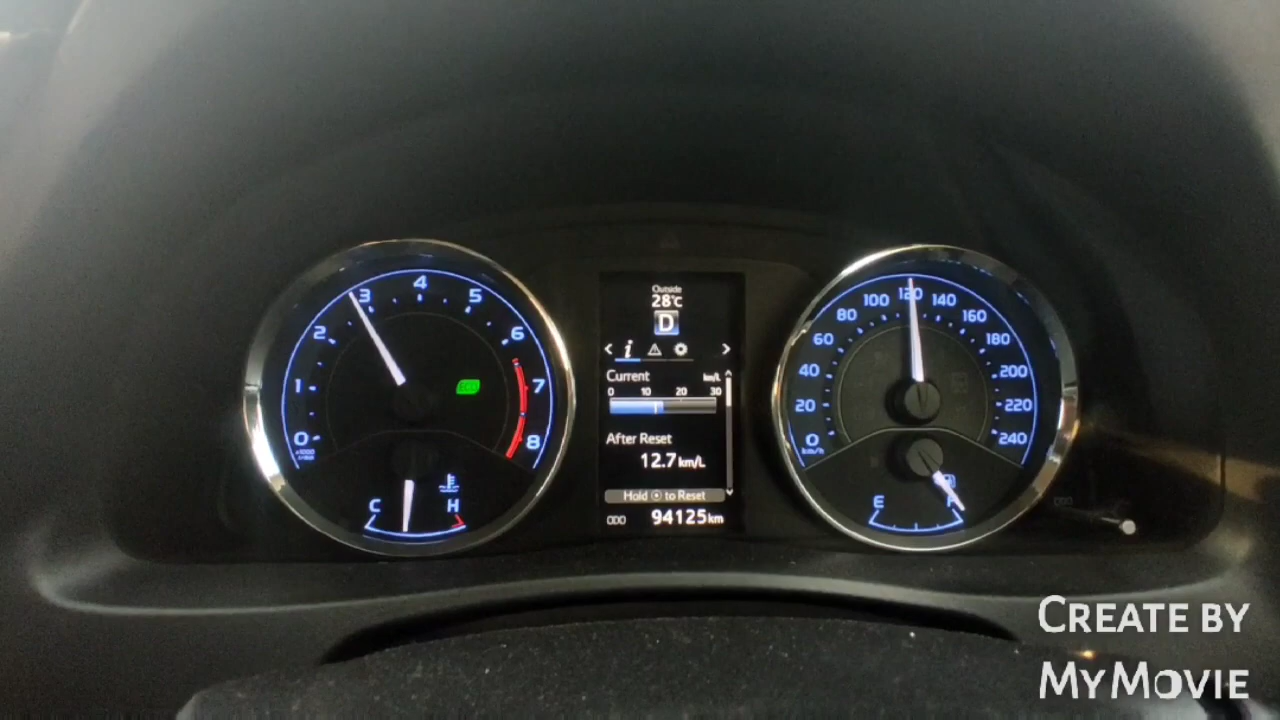 0 1 2 3 4 5 6 7 8
x1000
r/min
ECO
C H
Outside
28°C
D
< i >
Current km/L
0 10 20 30
After Reset
12.7 km/L
Hold to Reset
ODO 94125 km
0 20 40 60 80 100 120 140 160 180 200 220 240
km/h
E F
ODO
CREATE BY
MYMOVIE